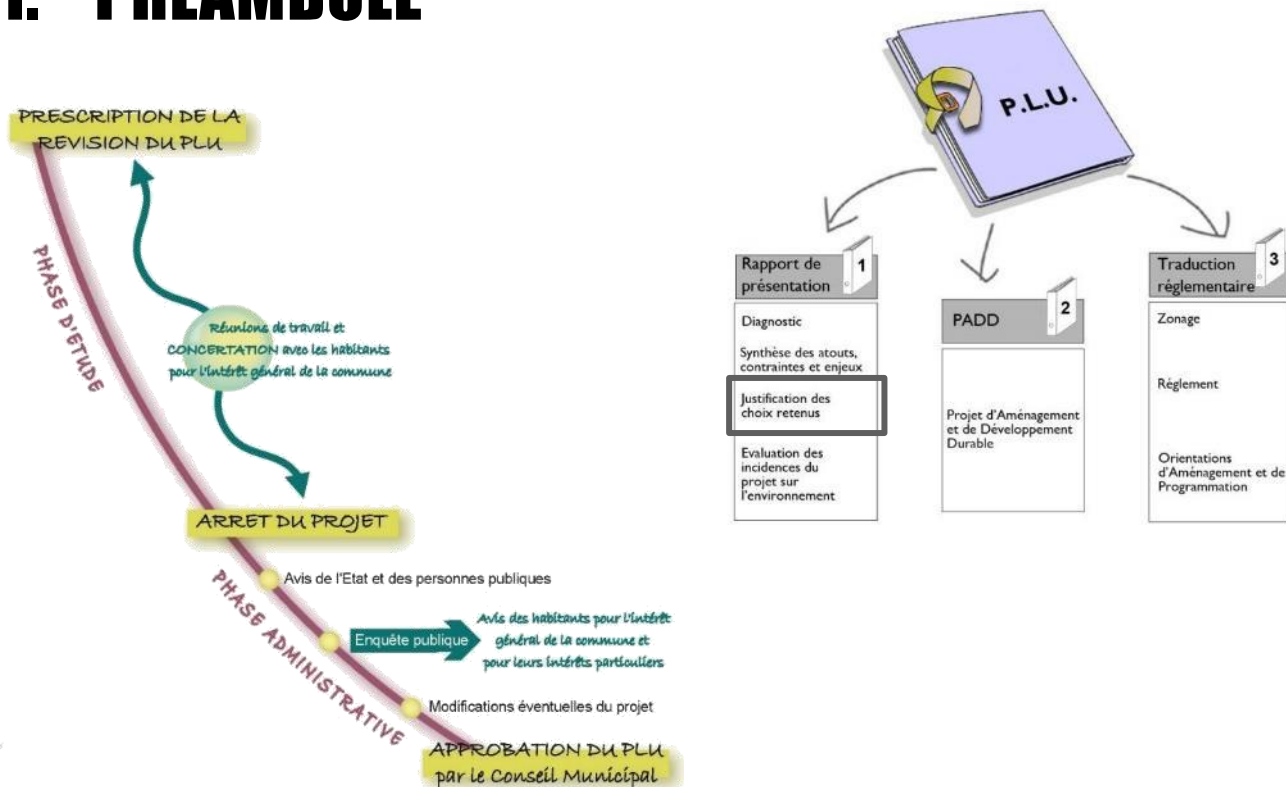 I. PREAMBULE
PRESCRIPTION DE LA
REVISION DU PLU
PHASE D'ETUDE
Réunions de travail et
CONCERTATION avec les habitants
pour l'intérêt général de la commune
ARRET DU PROJET
PHASE ADMINISTRATIVE
Avis de l'Etat et des personnes publiques
Enquête publique
Avis des habitants pour l'intérêt
général de la commune et
pour leurs intérêts particuliers
Modifications éventuelles du projet
APPROBATION DU PLU
par le Conseil Municipal
P.L.U.
Rapport de
présentation
1
Diagnostic
Synthèse des atouts,
contraintes et enjeux
Justification des
choix retenus
Evaluation des
incidences du
projet sur
l'environnement
PADD
2
Projet d'Aménagement
et de Développement
Durable
Traduction
réglementaire
3
Zonage
Réglement
Orientations
d'Aménagement et de
Programmation